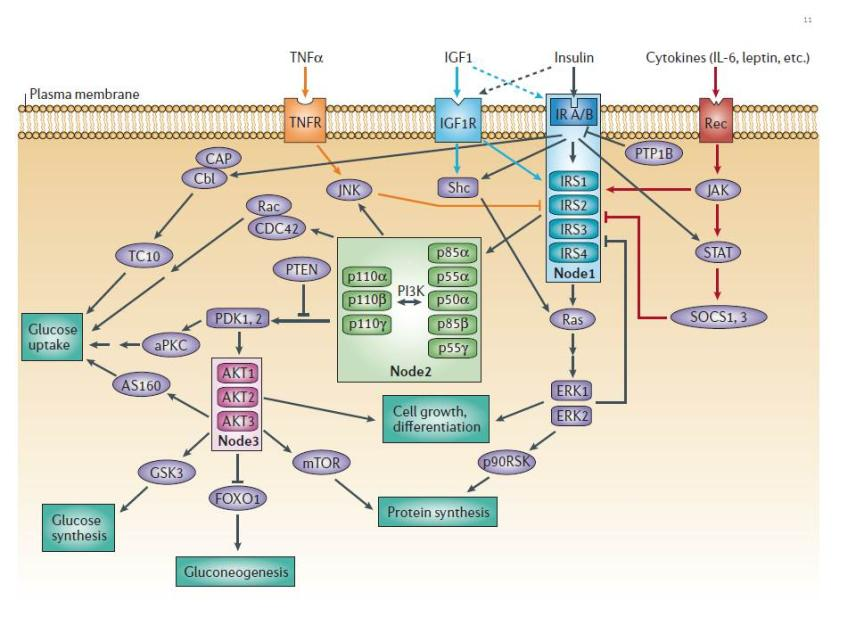 11
TNFα
IGF1
Insulin
Cytokines (IL-6, leptin, etc.)
Plasma membrane
TNFR
IGF1R
IR A/B
Rec
CAP
Cbl
PTP1B
JNK
Shc
IRS1
IRS2
IRS3
IRS4
Node1
JAK
Rac
CDC42
STAT
TC10
PTEN
p110α
p110β
p110γ
PI3K
p85α
p55α
p50α
p85β
p55γ
Node2
SOCS1, 3
Ras
PDK1, 2
Glucose
uptake
aPKC
AS160
AKT1
AKT2
AKT3
Node3
Cell growth,
differentiation
ERK1
ERK2
GSK3
mTOR
p90RSK
FOXO1
Glucose
synthesis
Protein synthesis
Gluconeogenesis